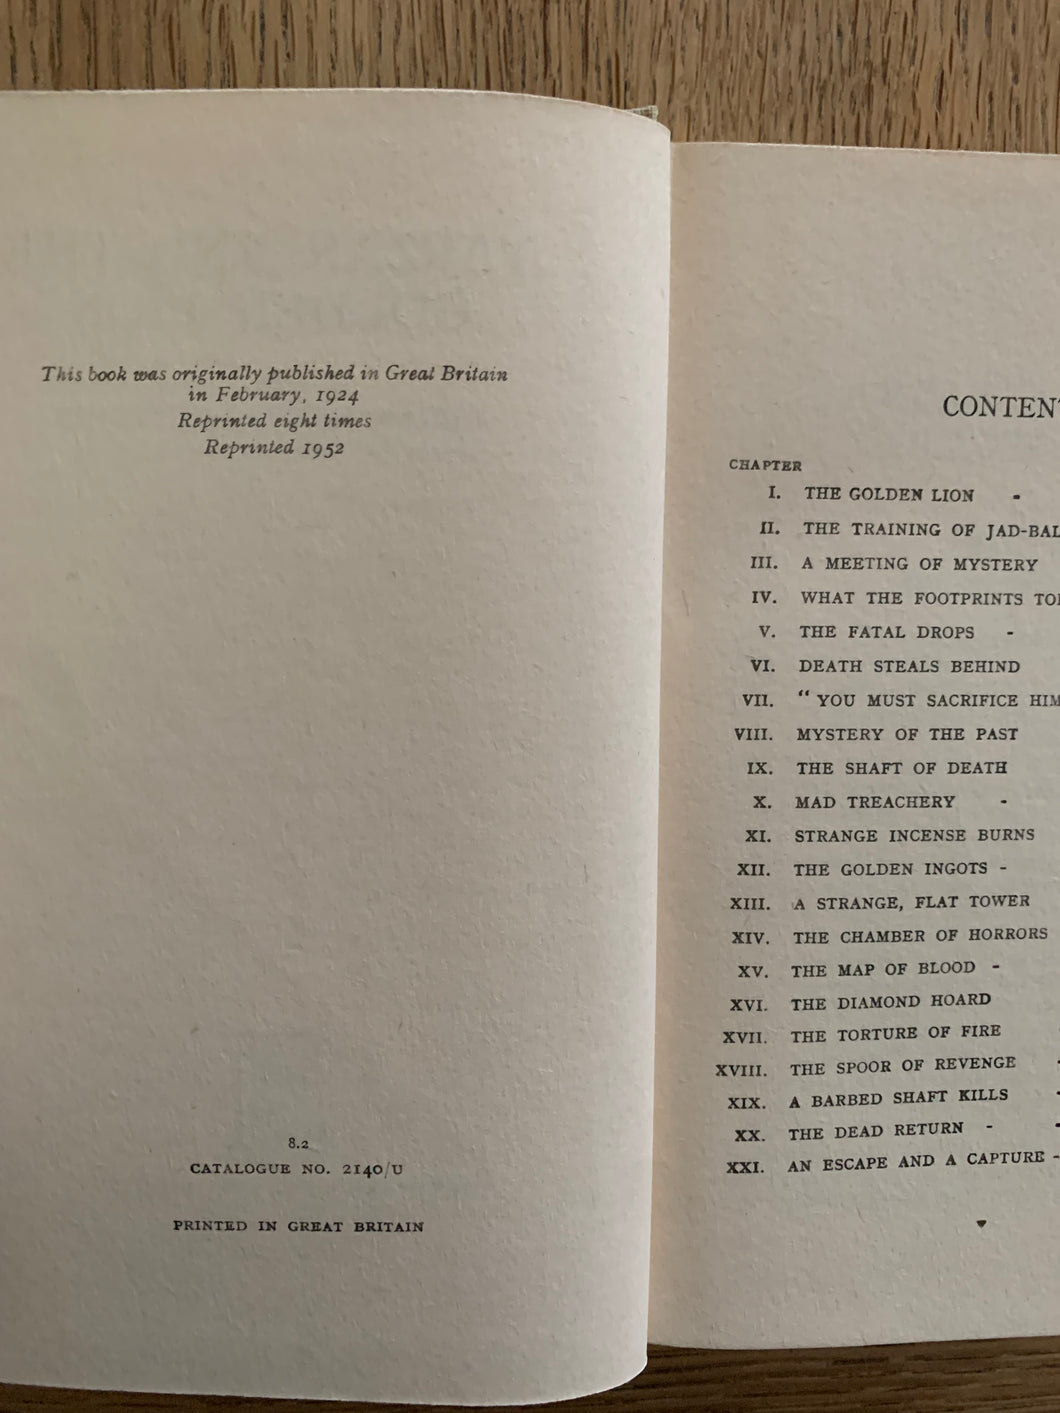 This book was originally published in Great Britain
in February, 1924
Reprinted eight times
Reprinted 1952
8.2
CATALOGUE NO. 2140/U
PRINTED IN GREAT BRITAIN
CONTENT
CHAPTER
I. THE GOLDEN LION -
II. THE TRAINING OF JAD-BAL
III. A MEETING OF MYSTERY
IV. WHAT THE FOOTPRINTS TOL
V. THE FATAL DROPS -
VI. DEATH STEALS BEHIND
VII. “YOU MUST SACRIFICE HIM
VIII. MYSTERY OF THE PAST
IX. THE SHAFT OF DEATH
X. MAD TREACHERY -
XI. STRANGE INCENSE BURNS
XII. THE GOLDEN INGOTS -
XIII. A STRANGE, FLAT TOWER
XIV. THE CHAMBER OF HORRORS
XV. THE MAP OF BLOOD -
XVI. THE DIAMOND HOARD
XVII. THE TORTURE OF FIRE
XVIII. THE SPOOR OF REVENGE -
XIX. A BARBED SHAFT KILLS -
XX. THE DEAD RETURN - -
XXI. AN ESCAPE AND A CAPTURE -